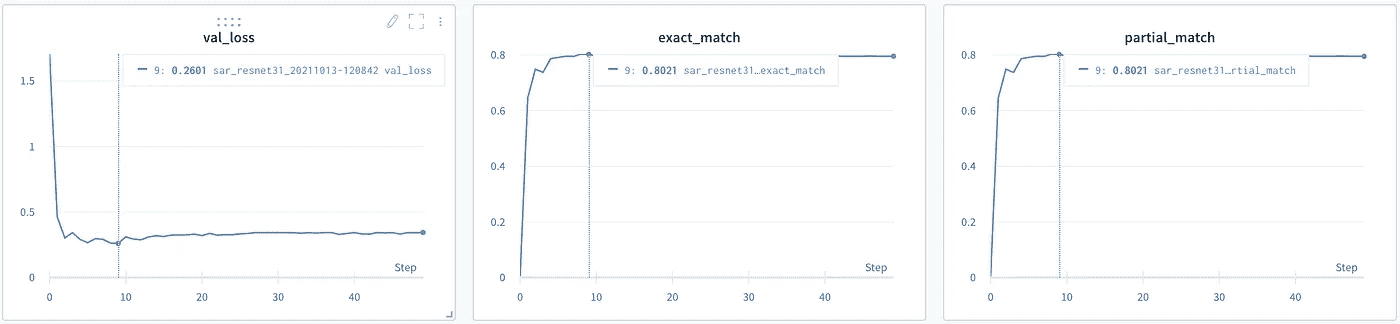 val_loss
9: 0.2601 sar_resnet31_20211013-120842 val_loss
1.5
1
0.5
0
Step
0 10 20 30 40
exact_match
9: 0.8021 sar_resnet31…exact_match
0.8
0.6
0.4
0.2
0
Step
0 10 20 30 40
partial_match
9: 0.8021 sar_resnet31…rtial_match
0.8
0.6
0.4
0.2
0
Step
0 10 20 30 40